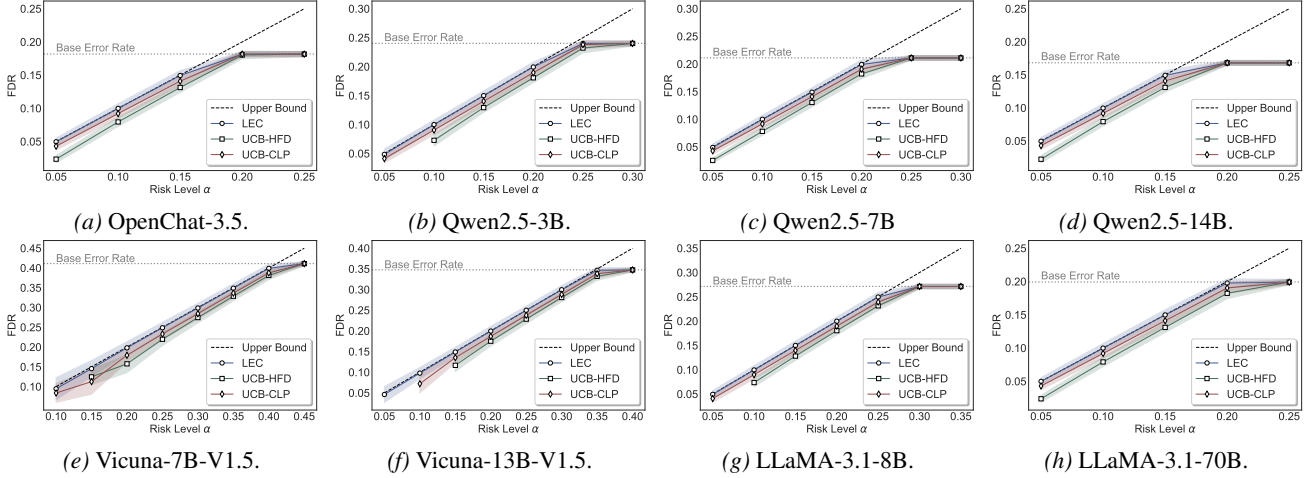 0.25
0.20
0.15
0.10
0.05
FDR
Base Error Rate
Upper Bound
LEC
UCB-HFD
UCB-CLP
0.05 0.10 0.15 0.20 0.25
Risk Level α
(a) OpenChat-3.5.
0.30
0.25
0.20
0.15
0.10
0.05
FDR
Base Error Rate
Upper Bound
LEC
UCB-HFD
UCB-CLP
0.05 0.10 0.15 0.20 0.25 0.30
Risk Level α
(b) Qwen2.5-3B.
0.30
0.25
0.20
0.15
0.10
0.05
0.00
FDR
Base Error Rate
Upper Bound
LEC
UCB-HFD
UCB-CLP
0.05 0.10 0.15 0.20 0.25 0.30
Risk Level α
(c) Qwen2.5-7B
0.25
0.20
0.15
0.10
0.05
FDR
Base Error Rate
Upper Bound
LEC
UCB-HFD
UCB-CLP
0.05 0.10 0.15 0.20 0.25
Risk Level α
(d) Qwen2.5-14B.
0.45
0.40
0.35
0.30
0.25
0.20
0.15
0.10
FDR
Base Error Rate
Upper Bound
LEC
UCB-HFD
UCB-CLP
0.10 0.15 0.20 0.25 0.30 0.35 0.40 0.45
Risk Level α
(e) Vicuna-7B-V1.5.
0.40
0.35
0.30
0.25
0.20
0.15
0.10
0.05
FDR
Base Error Rate
Upper Bound
LEC
UCB-HFD
UCB-CLP
0.05 0.10 0.15 0.20 0.25 0.30 0.35 0.40
Risk Level α
(f) Vicuna-13B-V1.5.
0.35
0.30
0.25
0.20
0.15
0.10
0.05
FDR
Base Error Rate
Upper Bound
LEC
UCB-HFD
UCB-CLP
0.05 0.10 0.15 0.20 0.25 0.30 0.35
Risk Level α
(g) LLaMA-3.1-8B.
0.25
0.20
0.15
0.10
0.05
FDR
Base Error Rate
Upper Bound
LEC
UCB-HFD
UCB-CLP
0.05 0.10 0.15 0.20 0.25
Risk Level α
(h) LLaMA-3.1-70B.